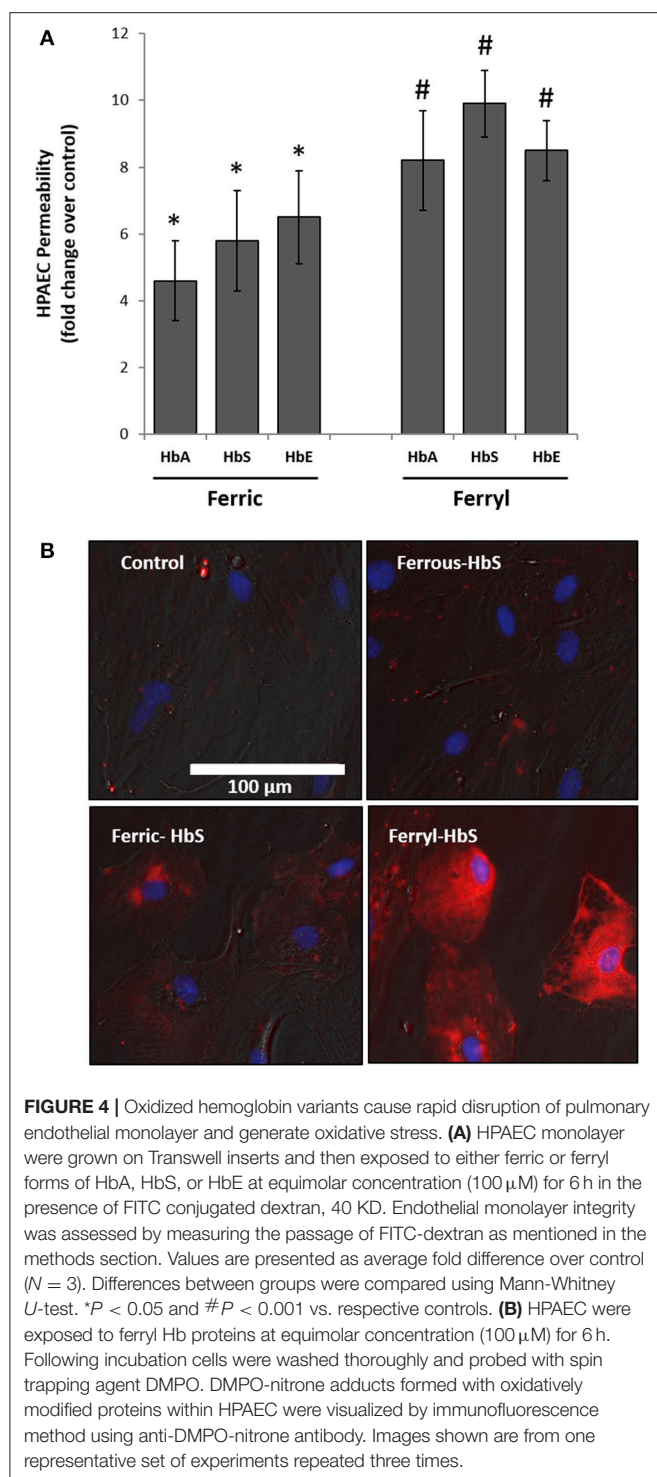 A
12
10
8
6
4
2
0
HPAEC Permeability
(fold change over control)
*
*
*
#
#
#
HbA
HbS
HbE
HbA
HbS
HbE
Ferric
Ferryl
B
Control
Ferrous-HbS
100 µm
Ferric- HbS
Ferryl-HbS
FIGURE 4 | Oxidized hemoglobin variants cause rapid disruption of pulmonary
endothelial monolayer and generate oxidative stress. (A) HPAEC monolayer
were grown on Transwell inserts and then exposed to either ferric or ferryl
forms of HbA, HbS, or HbE at equimolar concentration (100 µM) for 6 h in the
presence of FITC conjugated dextran, 40 KD. Endothelial monolayer integrity
was assessed by measuring the passage of FITC-dextran as mentioned in the
methods section. Values are presented as average fold difference over control
(N = 3). Differences between groups were compared using Mann-Whitney
U-test. *P < 0.05 and #P < 0.001 vs. respective controls. (B) HPAEC were
exposed to ferryl Hb proteins at equimolar concentration (100 µM) for 6 h.
Following incubation cells were washed thoroughly and probed with spin
trapping agent DMPO. DMPO-nitrone adducts formed with oxidatively
modified proteins within HPAEC were visualized by immunofluorescence
method using anti-DMPO-nitrone antibody. Images shown are from one
representative set of experiments repeated three times.